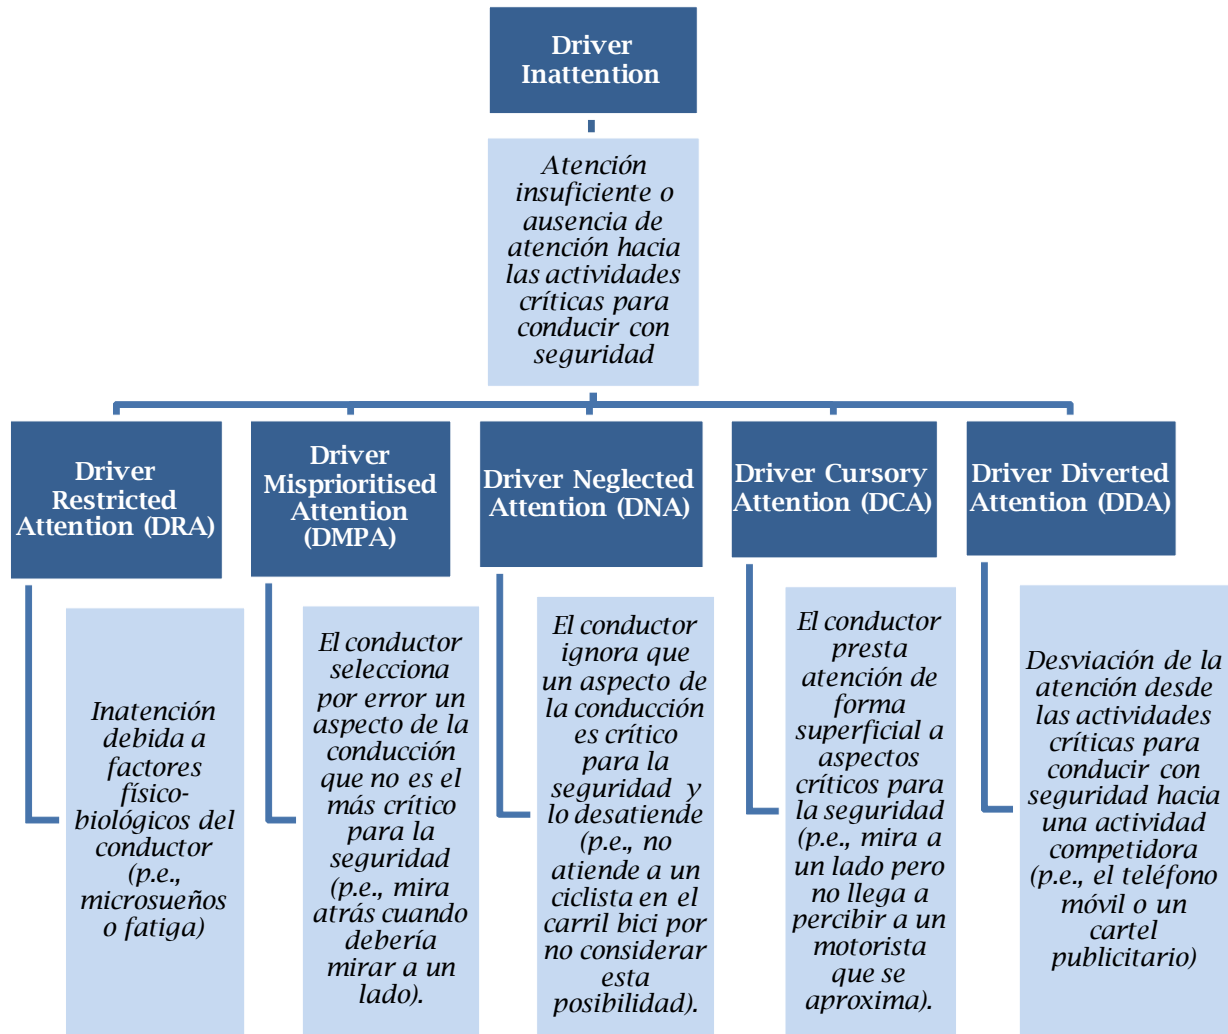 Driver
Inattention
Atención
insuficiente o
ausencia de
atención hacia
las actividades
críticas para
conducir con
seguridad
Driver
Restricted
Attention (DRA)
Inatención
debida a
factores
físico-
biológicos del
conductor
(p.e.,
microsueños
o fatiga)
Driver
Misprioritised
Attention
(DMPA)
El conductor
selecciona
por error un
aspecto de la
conducción
que no es el
más crítico
para la
seguridad
(p.e., mira
atrás cuando
debería
mirar a un
lado).
Driver Neglected
Attention (DNA)
El conductor
ignora que
un aspecto de
la conducción
es crítico
para la
seguridad y
lo desatiende
(p.e., no
atiende a un
ciclista en el
carril bici por
no considerar
esta
posibilidad).
Driver Cursory
Attention (DCA)
El conductor
presta
atención de
forma
superficial a
aspectos
críticos para
la seguridad
(p.e., mira a
un lado pero
no llega a
percibir a un
motorista
que se
aproxima).
Driver Diverted
Attention (DDA)
Desviación de la
atención desde
las actividades
críticas para
conducir con
seguridad hacia
una actividad
competidora
(p.e., el teléfono
móvil o un
cartel
publicitario)